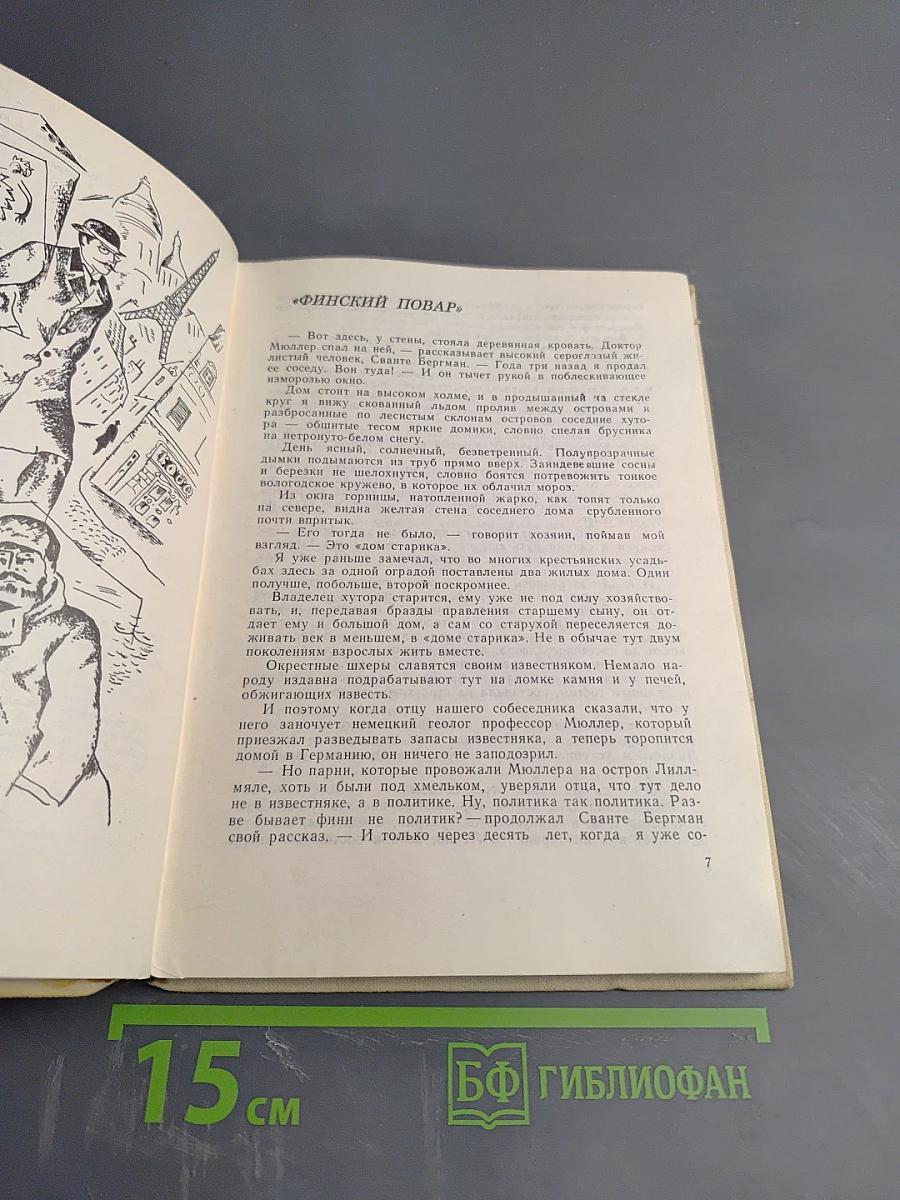 «ФИНСКИЙ ПОВАР»
— Вот здесь, у стены, стояла деревянная кровать. Доктор
Мюллер спал на ней, — рассказывает высокий сероглазый жи-
листый человек, Сванте Бергман. — Года три назад я продал
ее соседу. Вон туда! — И он тычет рукой в поблескивающее
изморозью окно.
Дом стоит на высоком холме, и в продышанный на стекле
круг я вижу скованный льдом пролив между островами и
разбросанные по лесистым склонам островов соседние хуто-
ра — обшитые тесом яркие домики, словно спелая брусника
на нетронуто-белом снегу.
День ясный, солнечный, безветренный. Полупрозрачные
дымки подымаются из труб прямо вверх. Заиндевевшие сосны
и березки не шелохнутся, словно боятся потревожить тонкое
вологодское кружево, в которое их облачил мороз.
Из окна горницы, натопленной жарко, как топят только
на севере, видна желтая стена соседнего дома срубленного
почти впритык.
— Его тогда не было, — говорит хозяин, поймав мой
взгляд. — Это «дом старика».
Я уже раньше замечал, что во многих крестьянских усадь-
бах здесь за одной оградой поставлены два жилых дома. Один
получше, побольше, второй поскромнее.
Владелец хутора старится, ему уже не под силу хозяйство-
вать, и, передавая бразды правления старшему сыну, он от-
дает ему и большой дом, а сам со старухой переселяется до-
живать век в меньшем, в «доме старика». Не в обычае тут двум
поколениям взрослых жить вместе.
Окрестные шхеры славятся своим известняком. Немало на-
роду издавна подрабатывают тут на ломке камня и у печей,
обжигающих известь.
И поэтому когда отцу нашего собеседника сказали, что у
него заночует немецкий геолог профессор Мюллер, который
приезжал разведывать запасы известняка, а теперь торопится
домой в Германию, он ничего не заподозрил.
— Но парни, которые провожали Мюллера на остров Лилл-
мяле, хоть и были под хмельком, уверяли отца, что тут дело
не в известняке, а в политике. Ну, политика так политика. Раз-
ве бывает финн не политик? — продолжал Сванте Бергман
свой рассказ. — И только через десять лет, когда я уже со-
7
15 см
БФ ГИБЛИОФАН